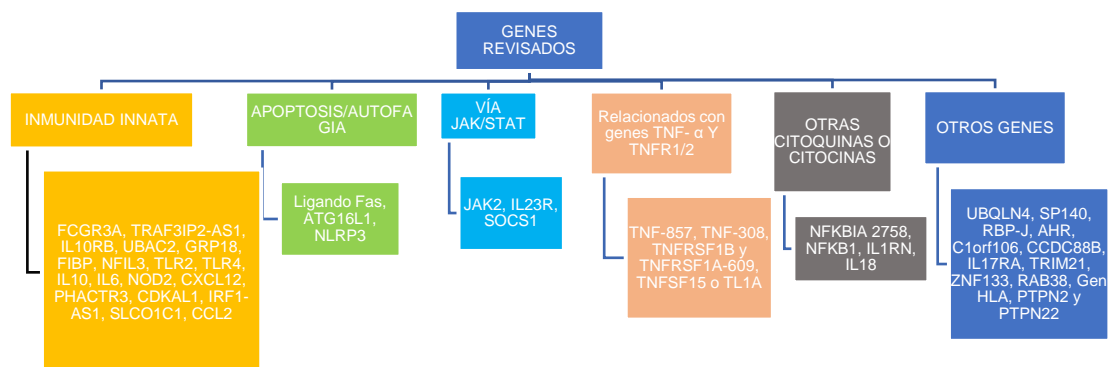 GENES
REVISADOS
INMUNIDAD INNATA
FCGR3A, TRAF3IP2-AS1,
IL10RB, UBAC2, GRP18,
FIBP, NFIL3, TLR2, TLR4,
IL10, IL6, NOD2, CXCL12,
PHACTR3, CDKAL1, IRF1-
AS1, SLCO1C1, CCL2
APOPTOSIS/AUTOFA
GIA
Ligando Fas,
ATG16L1,
NLRP3
VÍA
JAK/STAT
JAK2, IL23R,
SOCS1
Relacionados con
genes TNF- α Y
TNFR1/2
TNF-857, TNF-308,
TNFRSF1B y
TNFRSF1A-609,
TNFSF15 o TL1A
OTRAS
CITOQUINAS O
CITOCINAS
NFKBIA 2758,
NFKB1, IL1RN,
IL18
OTROS GENES
UBQLN4, SP140,
RBP-J, AHR,
C1orf106, CCDC88B,
IL17RA, TRIM21,
ZNF133, RAB38, Gen
HLA, PTPN2 y
PTPN22